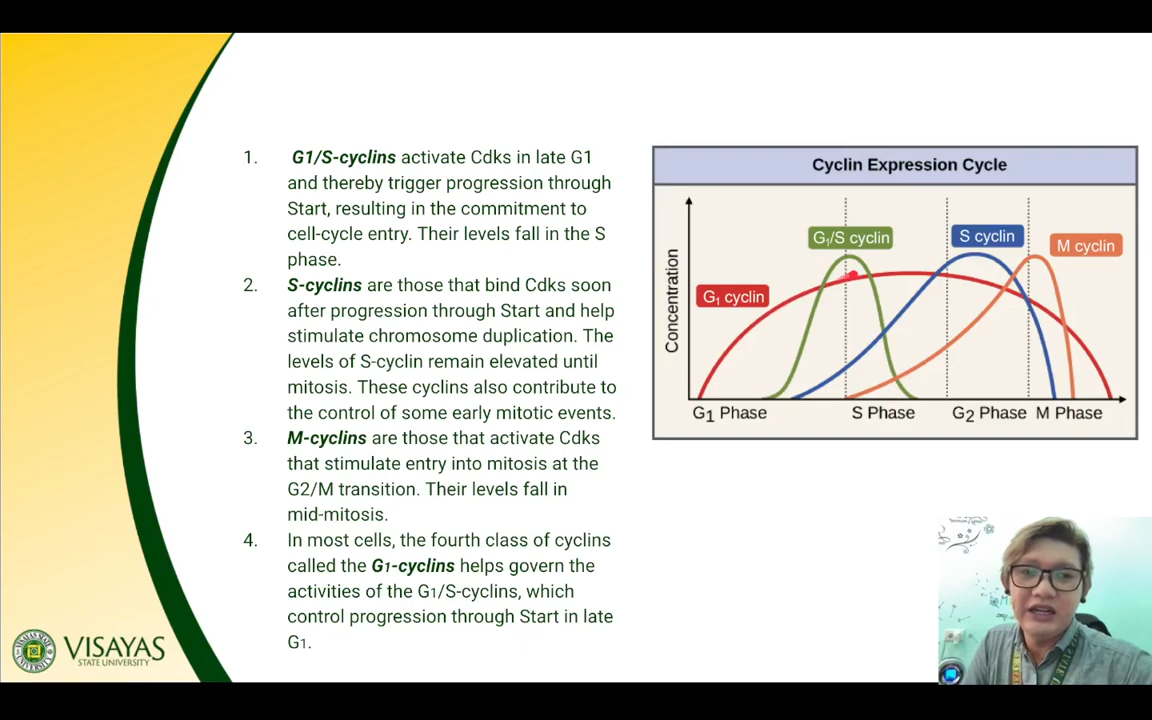 1. G1/S-cyclins activate Cdks in late G1
and thereby trigger progression through
Start, resulting in the commitment to
cell-cycle entry. Their levels fall in the S
phase.
2. S-cyclins are those that bind Cdks soon
after progression through Start and help
stimulate chromosome duplication. The
levels of S-cyclin remain elevated until
mitosis. These cyclins also contribute to
the control of some early mitotic events.
3. M-cyclins are those that activate Cdks
that stimulate entry into mitosis at the
G2/M transition. Their levels fall in
mid-mitosis.
4. In most cells, the fourth class of cyclins
called the G1-cyclins helps govern the
activities of the G1/S-cyclins, which
control progression through Start in late
G1.
Cyclin Expression Cycle
Concentration
G1 cyclin
G1/S cyclin
S cyclin
M cyclin
G1 Phase
S Phase
G2 Phase
M Phase
VISAYAS
STATE UNIVERSITY